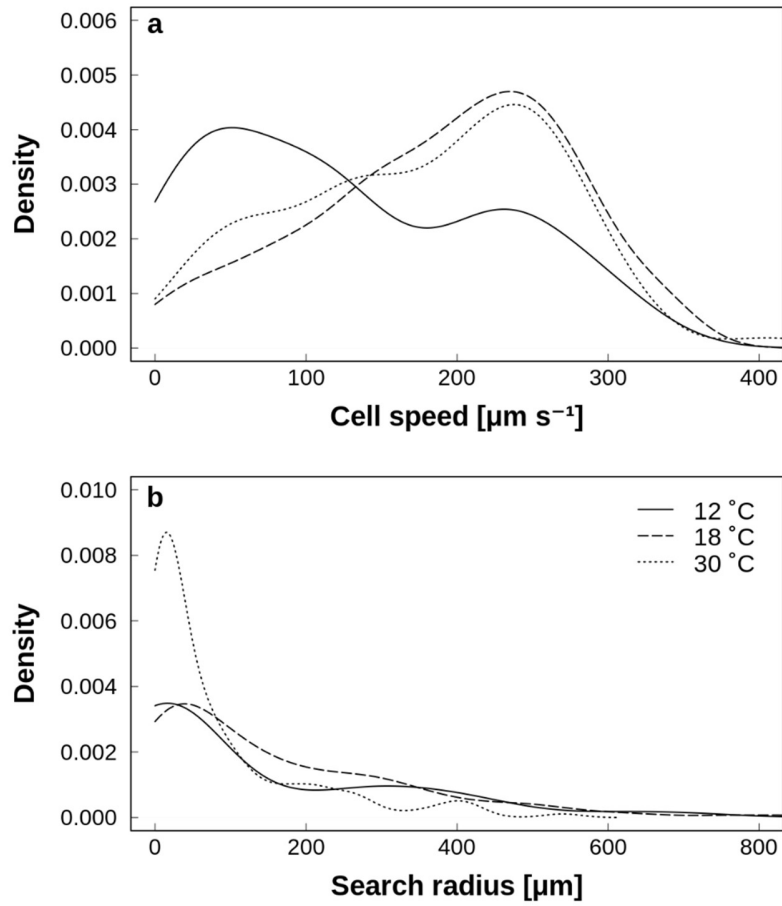 a
Density
0.006
0.005
0.004
0.003
0.002
0.001
0.000
0 100 200 300 400
Cell speed [µm s⁻¹]
b
Density
0.010
0.008
0.006
0.004
0.002
0.000
12 ˚C
18 ˚C
30 ˚C
0 200 400 600 800
Search radius [µm]